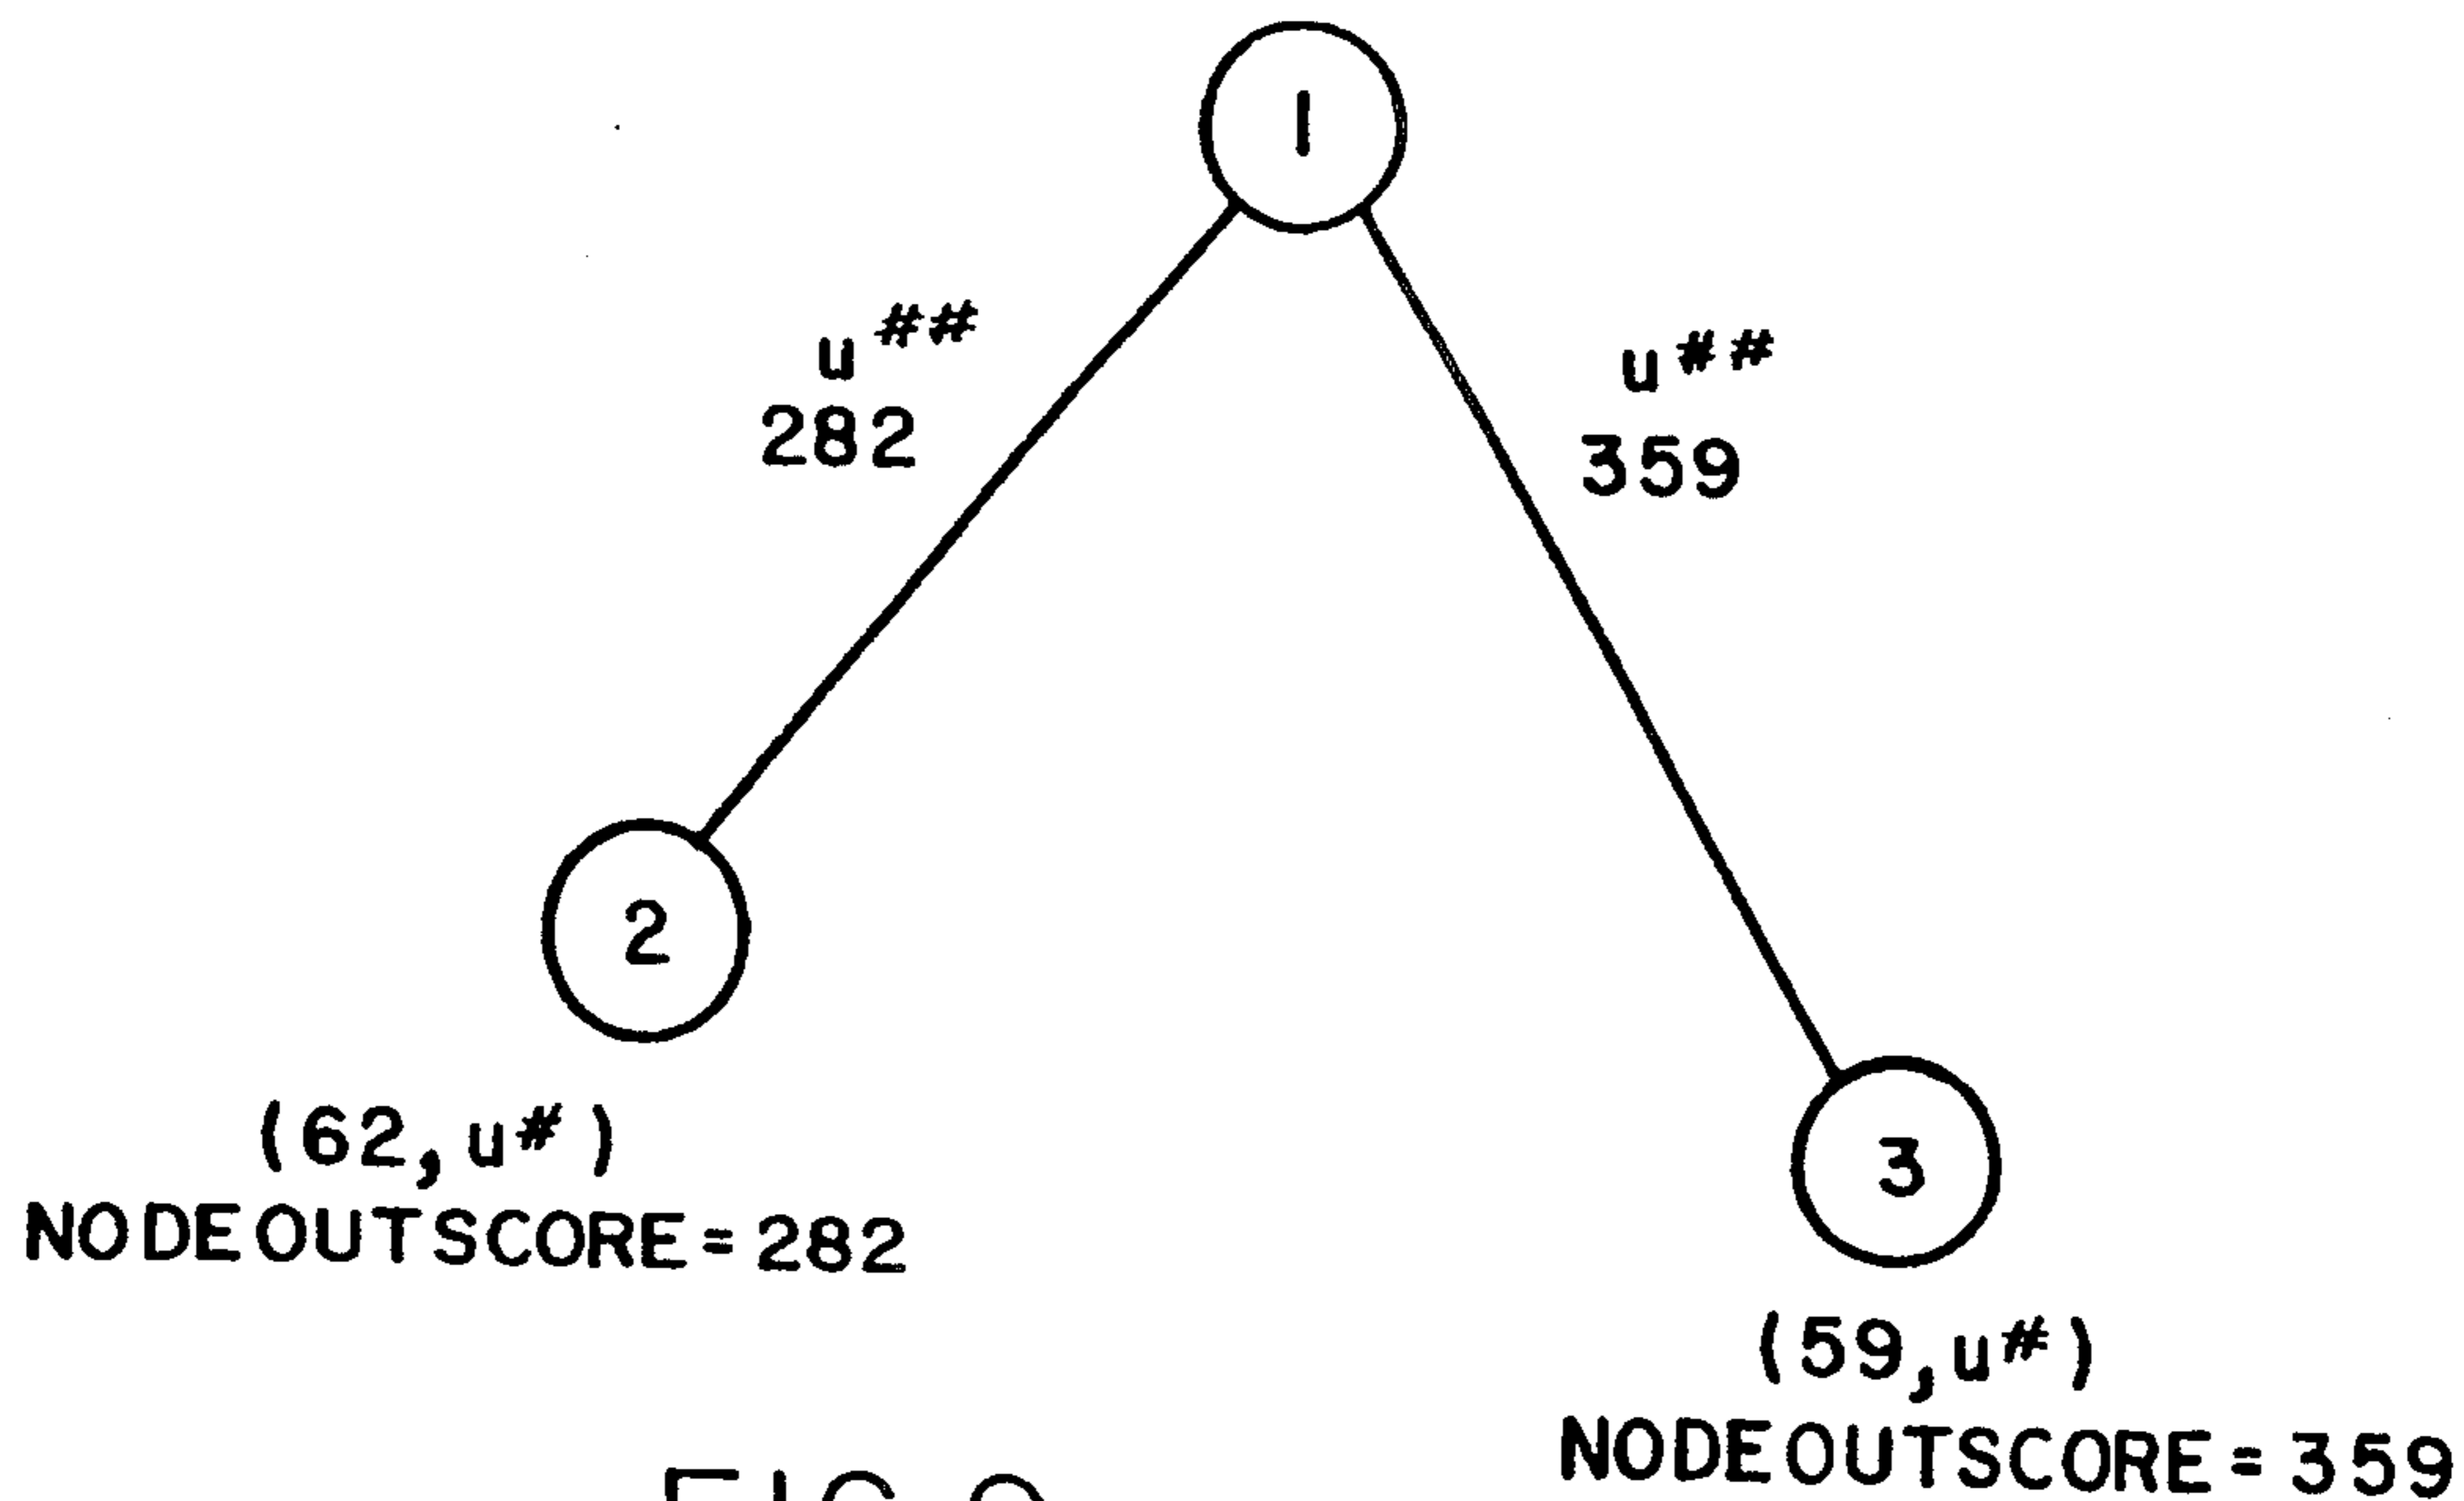 1
u##
282
u##
359
2
3
(62,u#)
NODEOUTSCORE=282
(59,u#)
NODEOUTSCORE=359